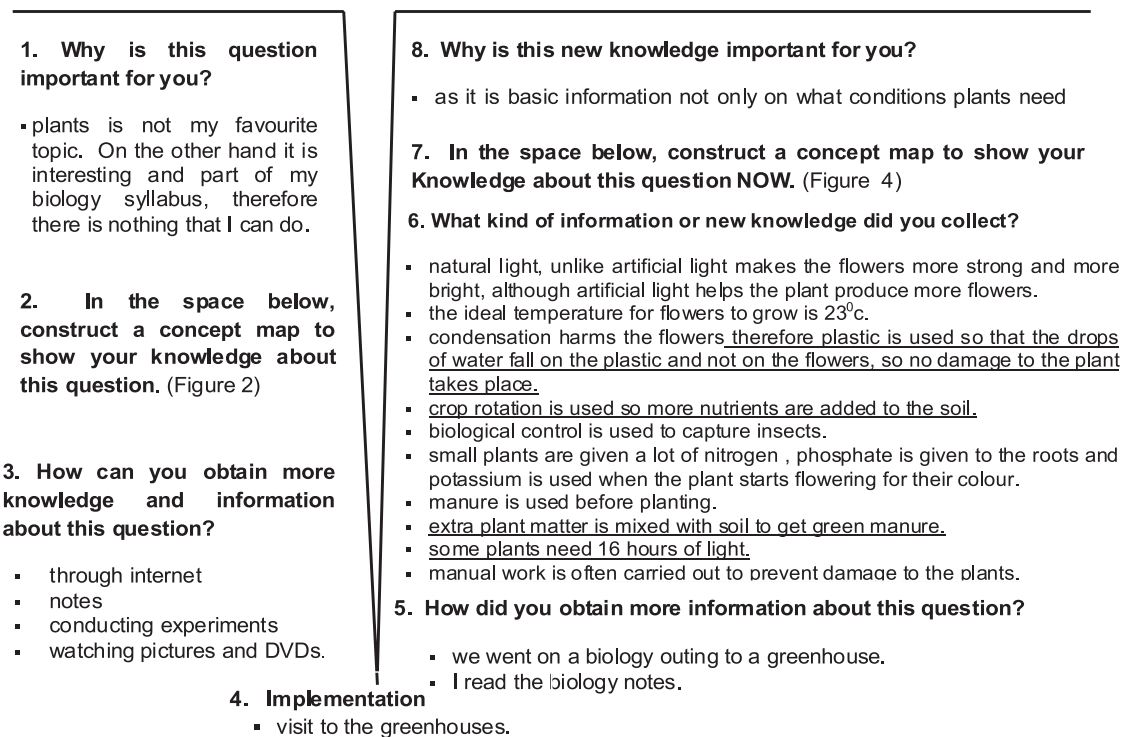 1. Why is this question
important for you?
▪ plants is not my favourite
topic. On the other hand it is
interesting and part of my
biology syllabus, therefore
there is nothing that I can do.
2. In the space below,
construct a concept map to
show your knowledge about
this question. (Figure 2)
3. How can you obtain more
knowledge and information
about this question?
▪ through internet
▪ notes
▪ conducting experiments
▪ watching pictures and DVDs.
4. Implementation
▪ visit to the greenhouses.
5. How did you obtain more information about this question?
▪ we went on a biology outing to a greenhouse.
▪ I read the biology notes.
6. What kind of information or new knowledge did you collect?
▪ natural light, unlike artificial light makes the flowers more strong and more
bright, although artificial light helps the plant produce more flowers.
▪ the ideal temperature for flowers to grow is 23⁰c.
▪ condensation harms the flowers therefore plastic is used so that the drops
of water fall on the plastic and not on the flowers, so no damage to the plant
takes place.
▪ crop rotation is used so more nutrients are added to the soil.
▪ biological control is used to capture insects.
▪ small plants are given a lot of nitrogen , phosphate is given to the roots and
potassium is used when the plant starts flowering for their colour.
▪ manure is used before planting.
▪ extra plant matter is mixed with soil to get green manure.
▪ some plants need 16 hours of light.
▪ manual work is often carried out to prevent damage to the plants.
7. In the space below, construct a concept map to show your
Knowledge about this question NOW. (Figure 4)
8. Why is this new knowledge important for you?
▪ as it is basic information not only on what conditions plants need